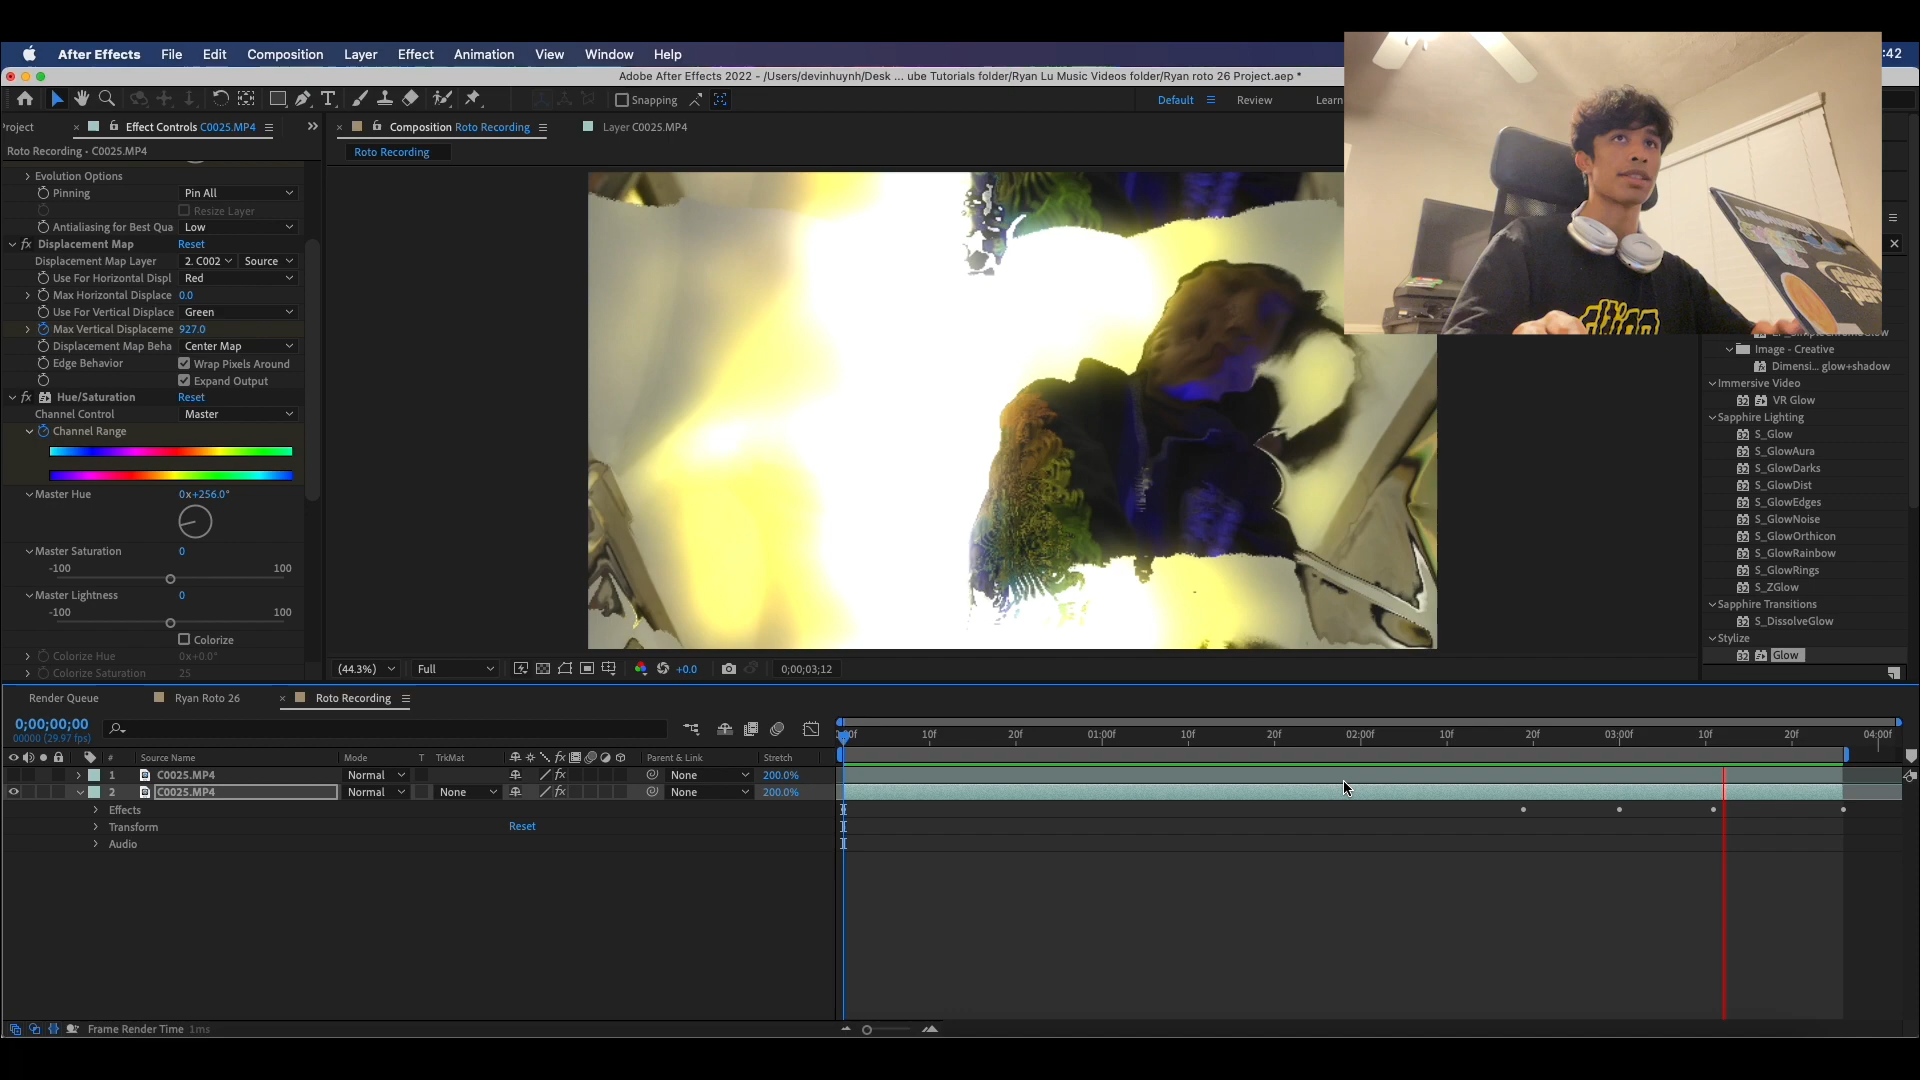 After Effects File Edit Composition Layer Effect Animation View Window Help :42
Adobe After Effects 2022 - /Users/devinhuynh/Desk ... ube Tutorials folder/Ryan Lu Music Videos folder/Ryan roto 26 Project.aep *
Snapping Default Review Learn
Project Effect Controls C0025.MP4 Composition Roto Recording Layer C0025.MP4
Roto Recording • C0025.MP4 Roto Recording
Evolution Options
Pinning Pin All
Resize Layer
Antialiasing for Best Qua Low
fx Displacement Map Reset
Displacement Map Layer 2. C002 Source
Use For Horizontal Displ Red
Max Horizontal Displace 0.0
Use For Vertical Displace Green
Max Vertical Displaceme 927.0
Displacement Map Beha Center Map
Edge Behavior Wrap Pixels Around
Expand Output
fx Hue/Saturation Reset
Channel Control Master
Channel Range
Master Hue 0x+256.0°
Master Saturation 0
-100 100
Master Lightness 0
-100 100
Colorize
Colorize Hue 0x+0.0°
Colorize Saturation 25
Image - Creative
Dimensi... glow+shadow
Immersive Video
VR Glow
Sapphire Lighting
S_Glow
S_GlowAura
S_GlowDarks
S_GlowDist
S_GlowEdges
S_GlowNoise
S_GlowOrthicon
S_GlowRainbow
S_GlowRings
S_ZGlow
Sapphire Transitions
S_DissolveGlow
Stylize
Glow
(44.3%) Full +0.0 0;00;03;12
Render Queue Ryan Roto 26 Roto Recording
0;00;00;00
00000 (29.97 fps)
:00f 10f 20f 01:00f 10f 20f 02:00f 10f 20f 03:00f 10f 20f 04:00f
# Source Name Mode T TrkMat fx Parent & Link Stretch
1 C0025.MP4 Normal fx None 200.0%
2 C0025.MP4 Normal None fx None 200.0%
Effects
Transform Reset
Audio
Frame Render Time 1ms